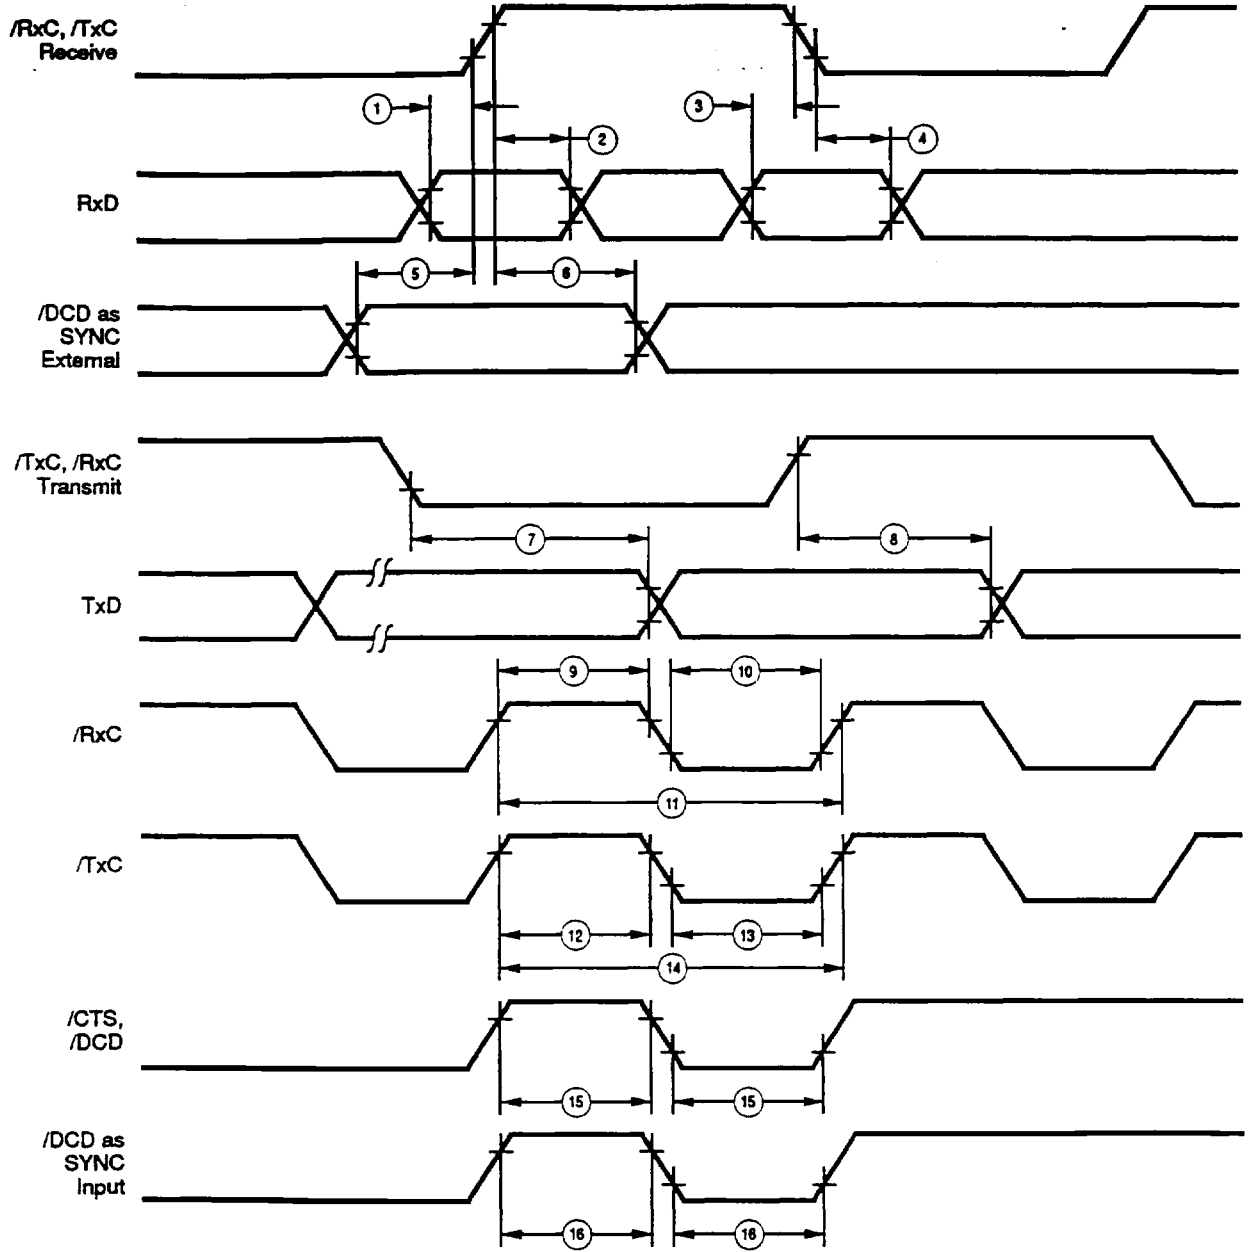 /RxC, /TxC
Receive
1
3
2
4
RxD
5
6
/DCD as
SYNC
External
/TxC, /RxC
Transmit
7
8
TxD
9
10
/RxC
11
/TxC
12
13
14
/CTS,
/DCD
15
15
/DCD as
SYNC
Input
16
16